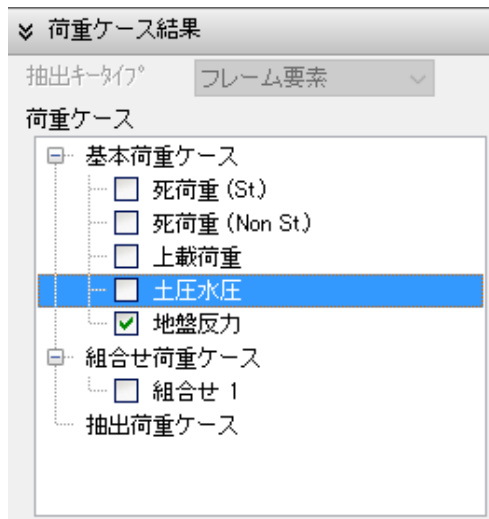 荷重ケース結果
抽出キータイプ フレーム要素
荷重ケース
基本荷重ケース
死荷重 (St.)
死荷重 (Non St.)
上載荷重
土圧水圧
地盤反力
組合せ荷重ケース
組合せ 1
抽出荷重ケース